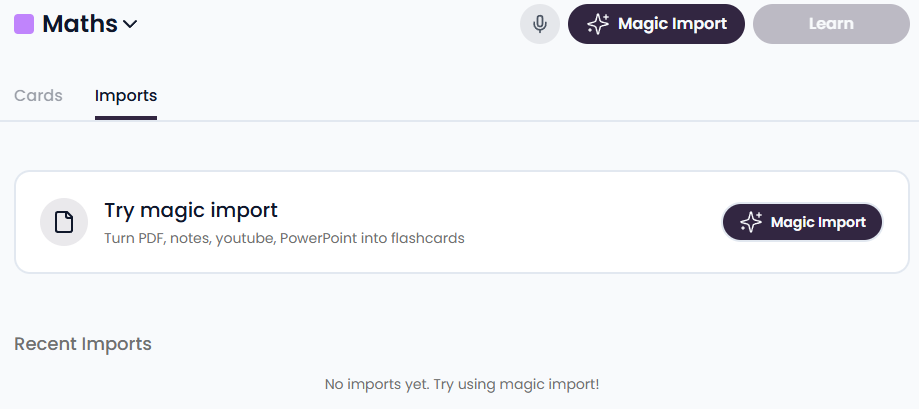 Maths
Magic Import
Learn
Cards
Imports
Try magic import
Turn PDF, notes, youtube, PowerPoint into flashcards
Magic Import
Recent Imports
No imports yet. Try using magic import!